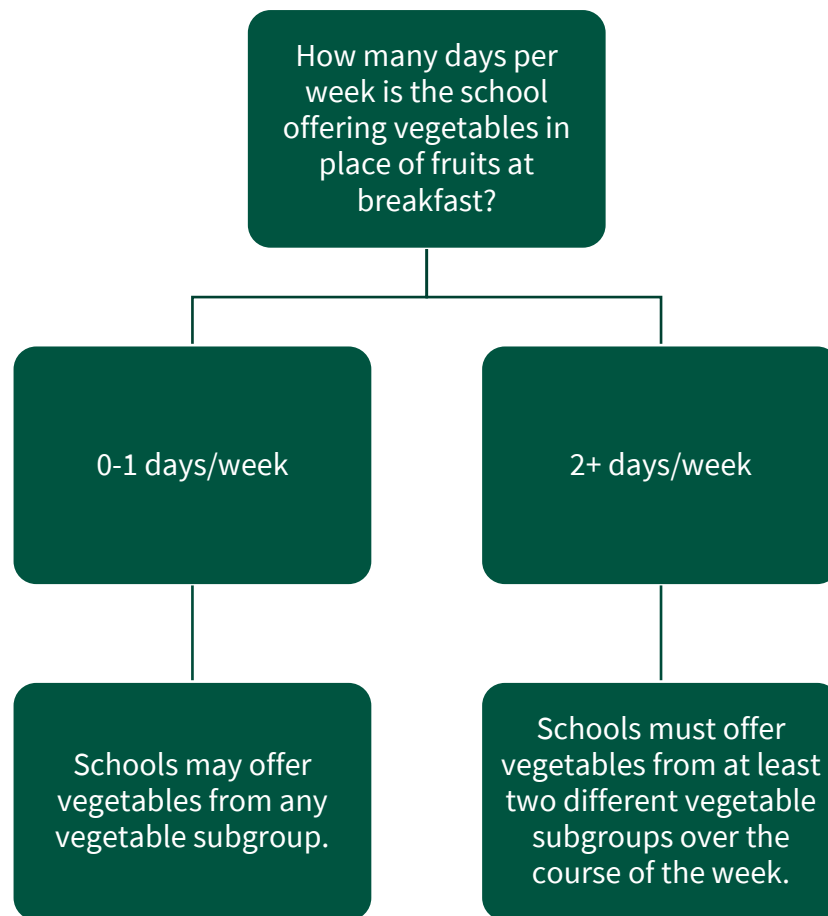 How many days per
week is the school
offering vegetables in
place of fruits at
breakfast?
0-1 days/week
2+ days/week
Schools may offer
vegetables from any
vegetable subgroup.
Schools must offer
vegetables from at least
two different vegetable
subgroups over the
course of the week.